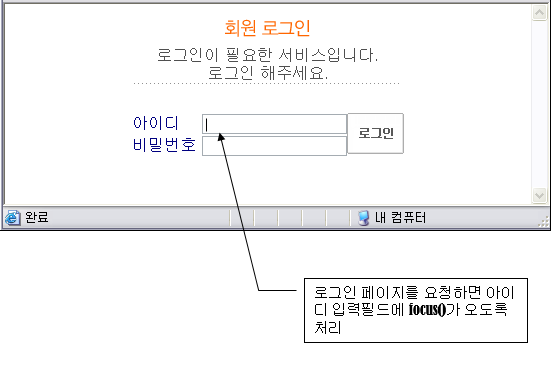 회원 로그인
로그인이 필요한 서비스입니다.
로그인 해주세요.
아이디
비밀번호
로그인
완료
내 컴퓨터
로그인 페이지를 요청하면 아이
디 입력필드에 focus()가 오도록
처리